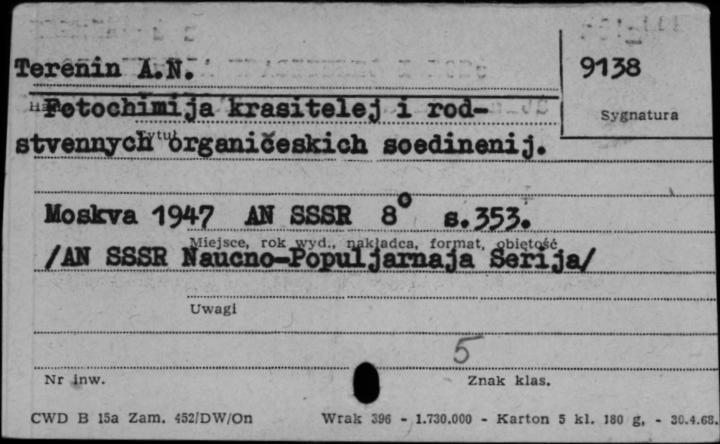 Terenin A.N.
9138
Sygnatura
Fotochimija krasitelej i rod-
Tytuł
stvennych organičeskich soedinenij.
Moskva 1947 AN SSSR 8° s.353.
Miejsce, rok wyd., nakładca, format, objętość
/AN SSSR Naucno-Populjarnaja Serija/
Uwagi
5
Nr inw.
Znak klas.
CWD B 15a Zam. 452/DW/On Wrak 396 - 1.730.000 - Karton 5 kl. 180 g. - 30.4.68.